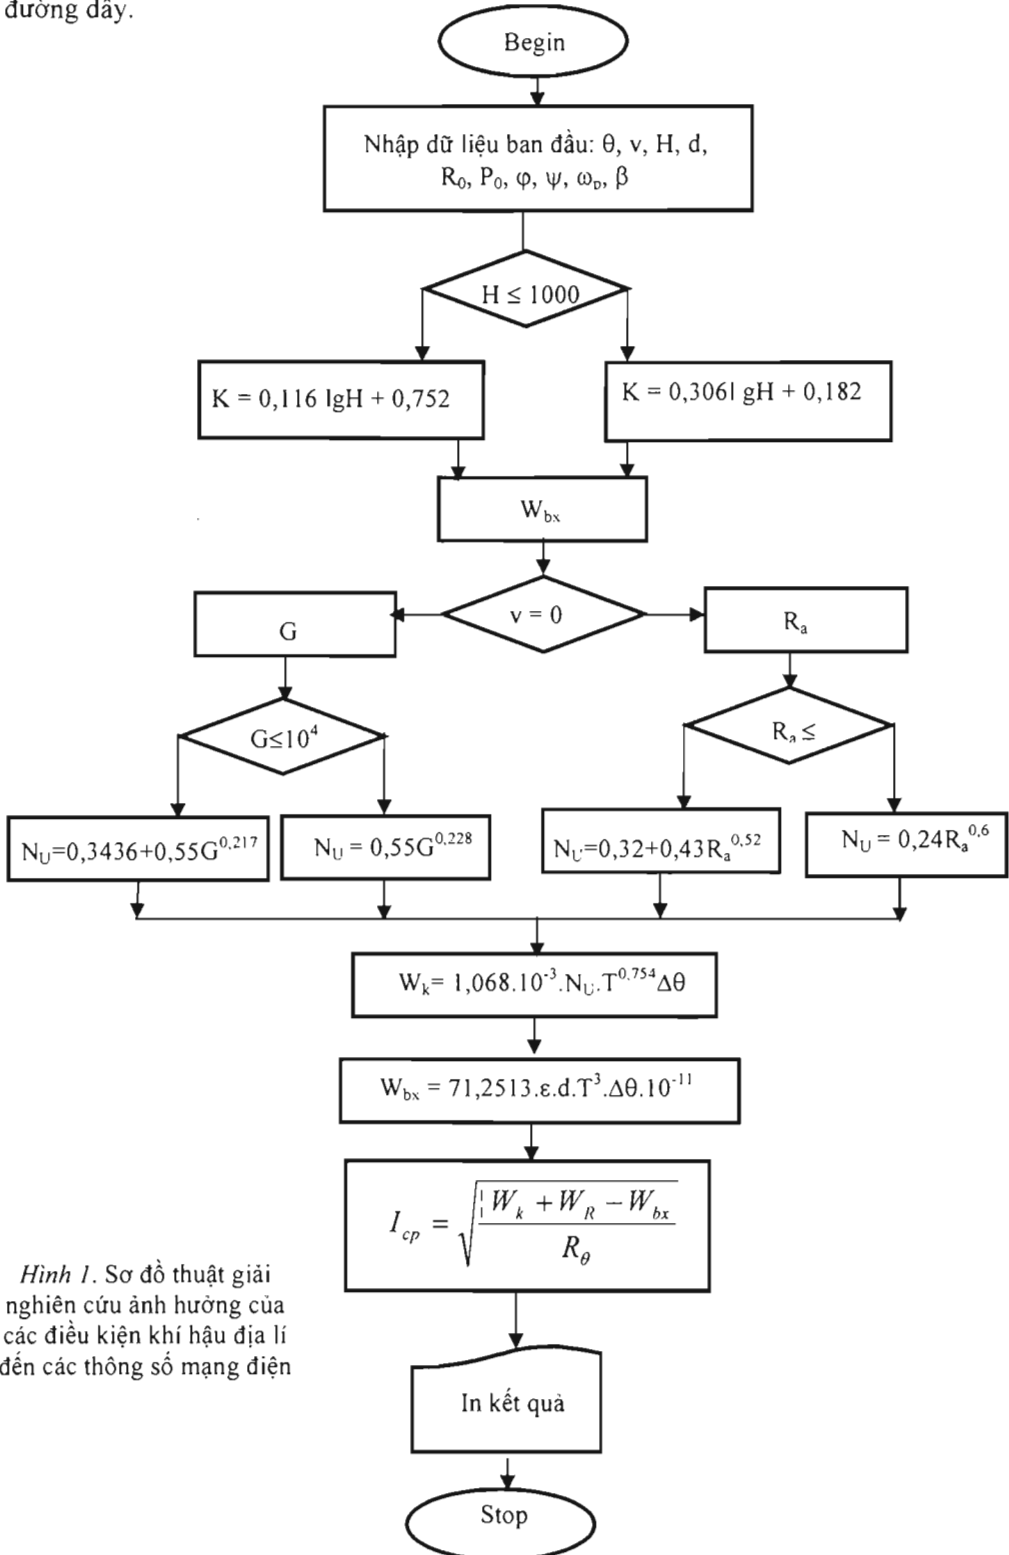 đường dây.
Begin
Nhập dữ liệu ban đầu: θ, v, H, d,
R₀, P₀, φ, ψ, ω_D, β
H ≤ 1000
K = 0,116 lgH + 0,752
K = 0,306l gH + 0,182
W_bx
v = 0
G
R_a
G≤10⁴
R_a ≤
N_U=0,3436+0,55G^0,217
N_U = 0,55G^0,228
N_U=0,32+0,43R_a^0,52
N_U = 0,24R_a^0,6
W_k= 1,068.10⁻³.N_U.T^0,754Δθ
W_bx = 71,2513.ε.d.T³.Δθ.10⁻¹¹
I_cp = √((W_k + W_R − W_bx) / R_θ)
Hình 1. Sơ đồ thuật giải
nghiên cứu ảnh hưởng của
các điều kiện khí hậu địa lí
đến các thông số mạng điện
In kết quả
Stop